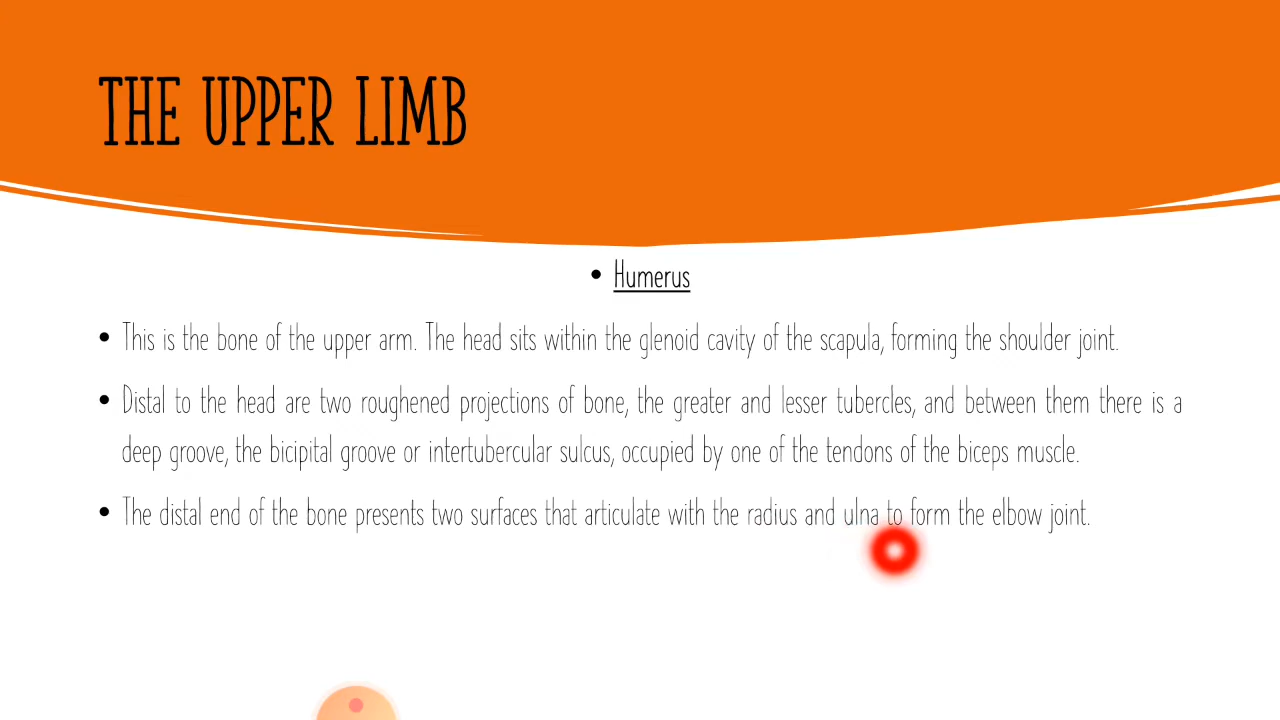 THE UPPER LIMB
• Humerus
• This is the bone of the upper arm. The head sits within the glenoid cavity of the scapula, forming the shoulder joint.
• Distal to the head are two roughened projections of bone, the greater and lesser tubercles, and between them there is a
deep groove, the bicipital groove or intertubercular sulcus, occupied by one of the tendons of the biceps muscle.
• The distal end of the bone presents two surfaces that articulate with the radius and ulna to form the elbow joint.